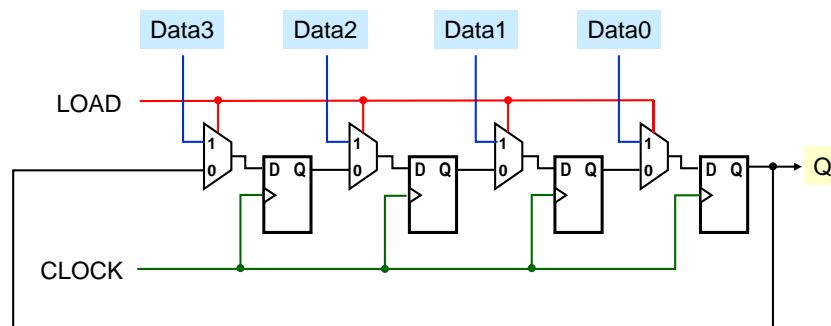 Data3 Data2 Data1 Data0
LOAD
1 1 1 1
0 D Q 0 D Q 0 D Q 0 D Q Q
CLOCK